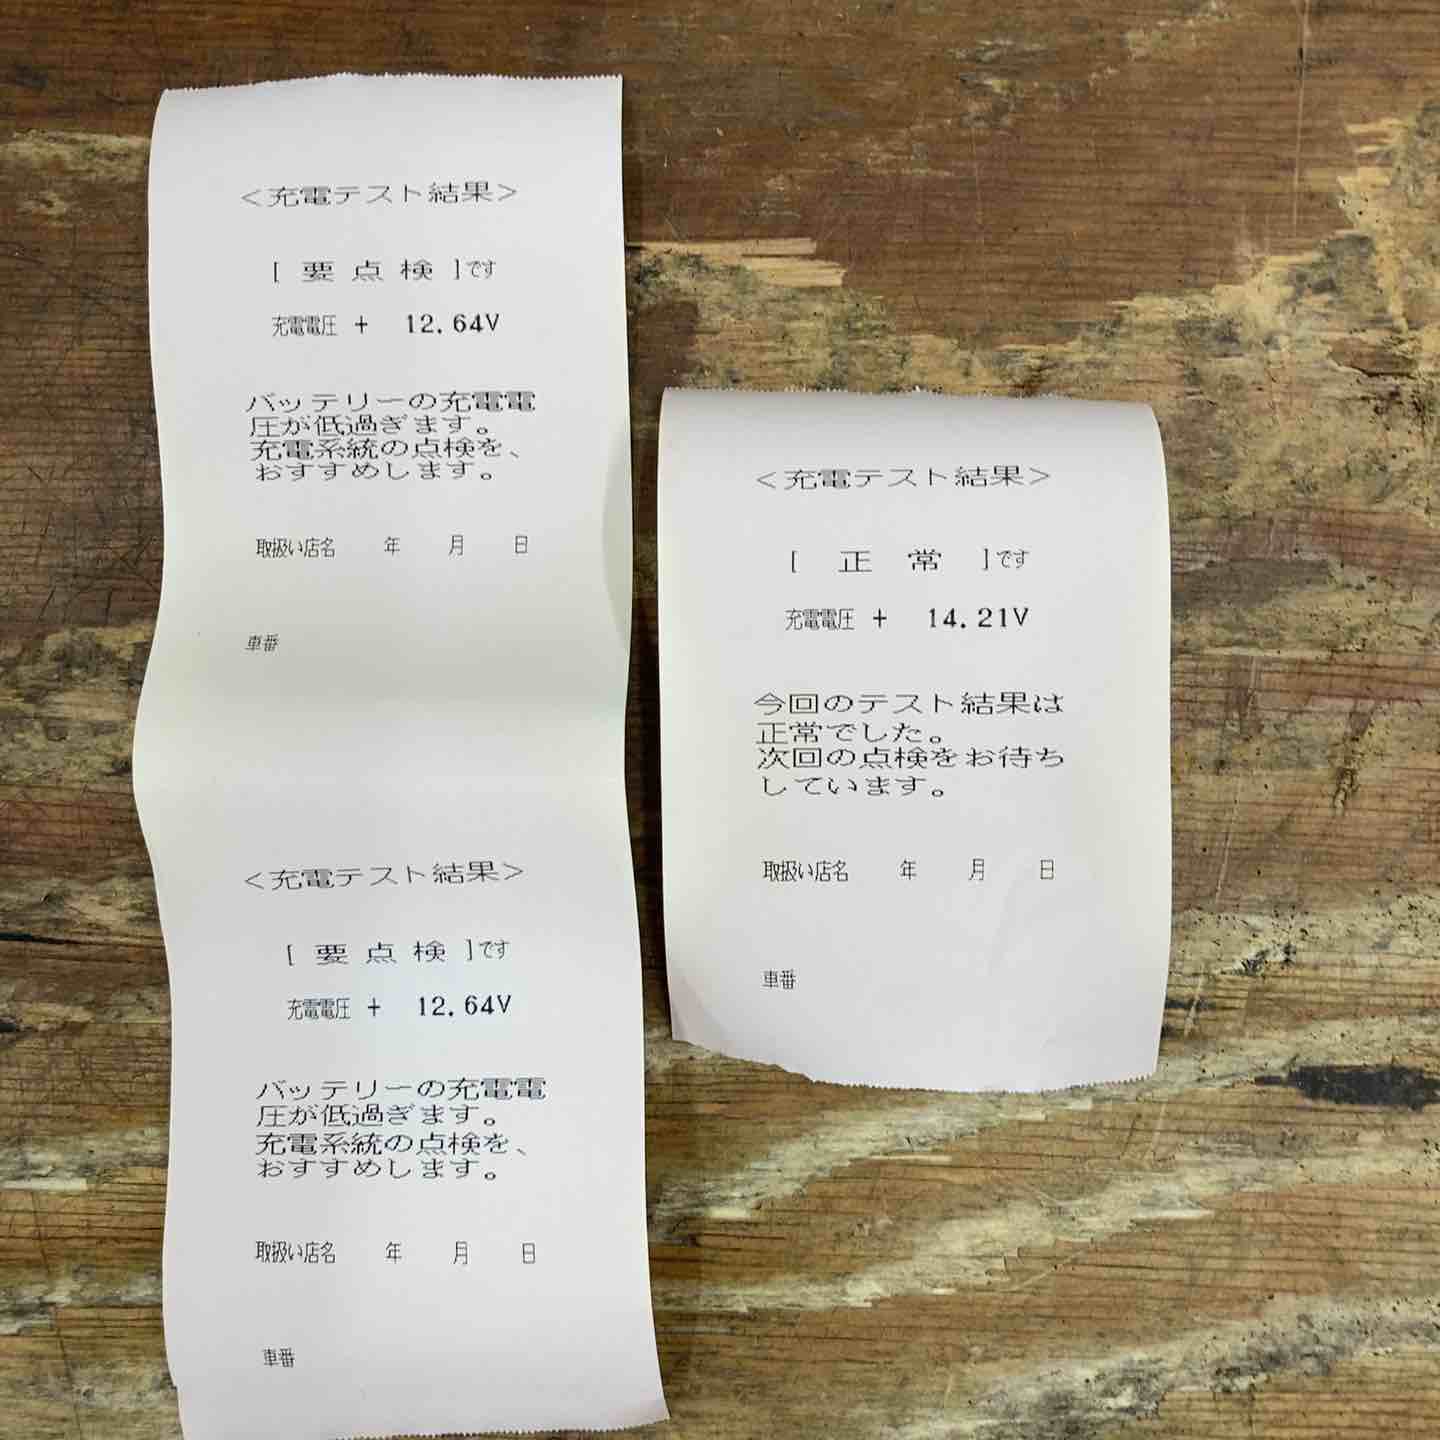 <充電テスト結果>
[ 要 点 検 ]です
充電電圧 + 12.64V
バッテリーの充電電
圧が低過ぎます。
充電系統の点検を、
おすすめします。
取扱い店名 年 月 日
車番
<充電テスト結果>
[ 要 点 検 ]です
充電電圧 + 12.64V
バッテリーの充電電
圧が低過ぎます。
充電系統の点検を、
おすすめします。
取扱い店名 年 月 日
車番
<充電テスト結果>
[ 正 常 ]です
充電電圧 + 14.21V
今回のテスト結果は
正常でした。
次回の点検をお待ち
しています。
取扱い店名 年 月 日
車番